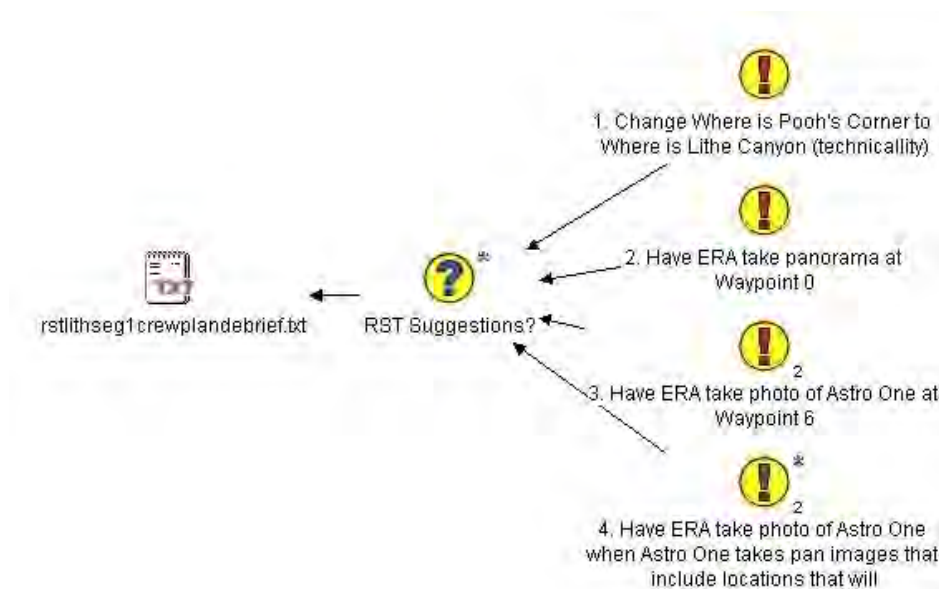 1. Change Where is Pooh's Corner to
Where is Lithe Canyon (technicallity)
2. Have ERA take panorama at
Waypoint 0
*
rstlithseg1crewplandebrief.txt
RST Suggestions?
2
3. Have ERA take photo of Astro One at
Waypoint 6
*
2
4. Have ERA take photo of Astro One
when Astro One takes pan images that
include locations that will